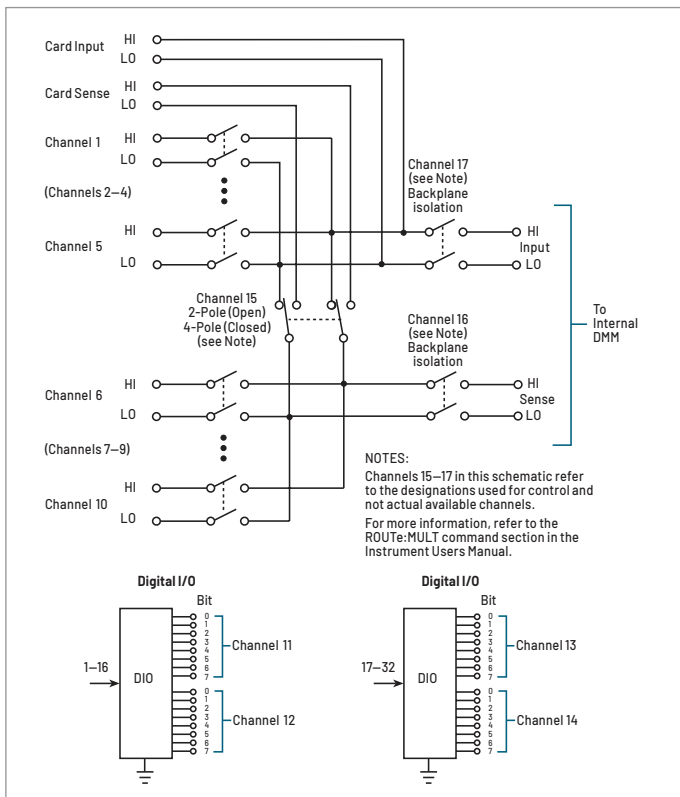 Card Input HI
LO
Card Sense HI
LO
Channel 1 HI
LO
(Channels 2–4)
Channel 5 HI
LO
Channel 17
(see Note)
Backplane
isolation
HI
Input
LO
Channel 15
2-Pole (Open)
4-Pole (Closed)
(see Note)
Channel 16
(see Note)
Backplane
isolation
To
Internal
DMM
Channel 6 HI
LO
HI
Sense
LO
(Channels 7–9)
Channel 10 HI
LO
NOTES:
Channels 15–17 in this schematic refer
to the designations used for control and
not actual available channels.
For more information, refer to the
ROUTe:MULT command section in the
Instrument Users Manual.
Digital I/O
Bit
1–16
DIO
0
1
2
3
4
5
6
7
Channel 11
0
1
2
3
4
5
6
7
Channel 12
Digital I/O
Bit
17–32
DIO
0
1
2
3
4
5
6
7
Channel 13
0
1
2
3
4
5
6
7
Channel 14